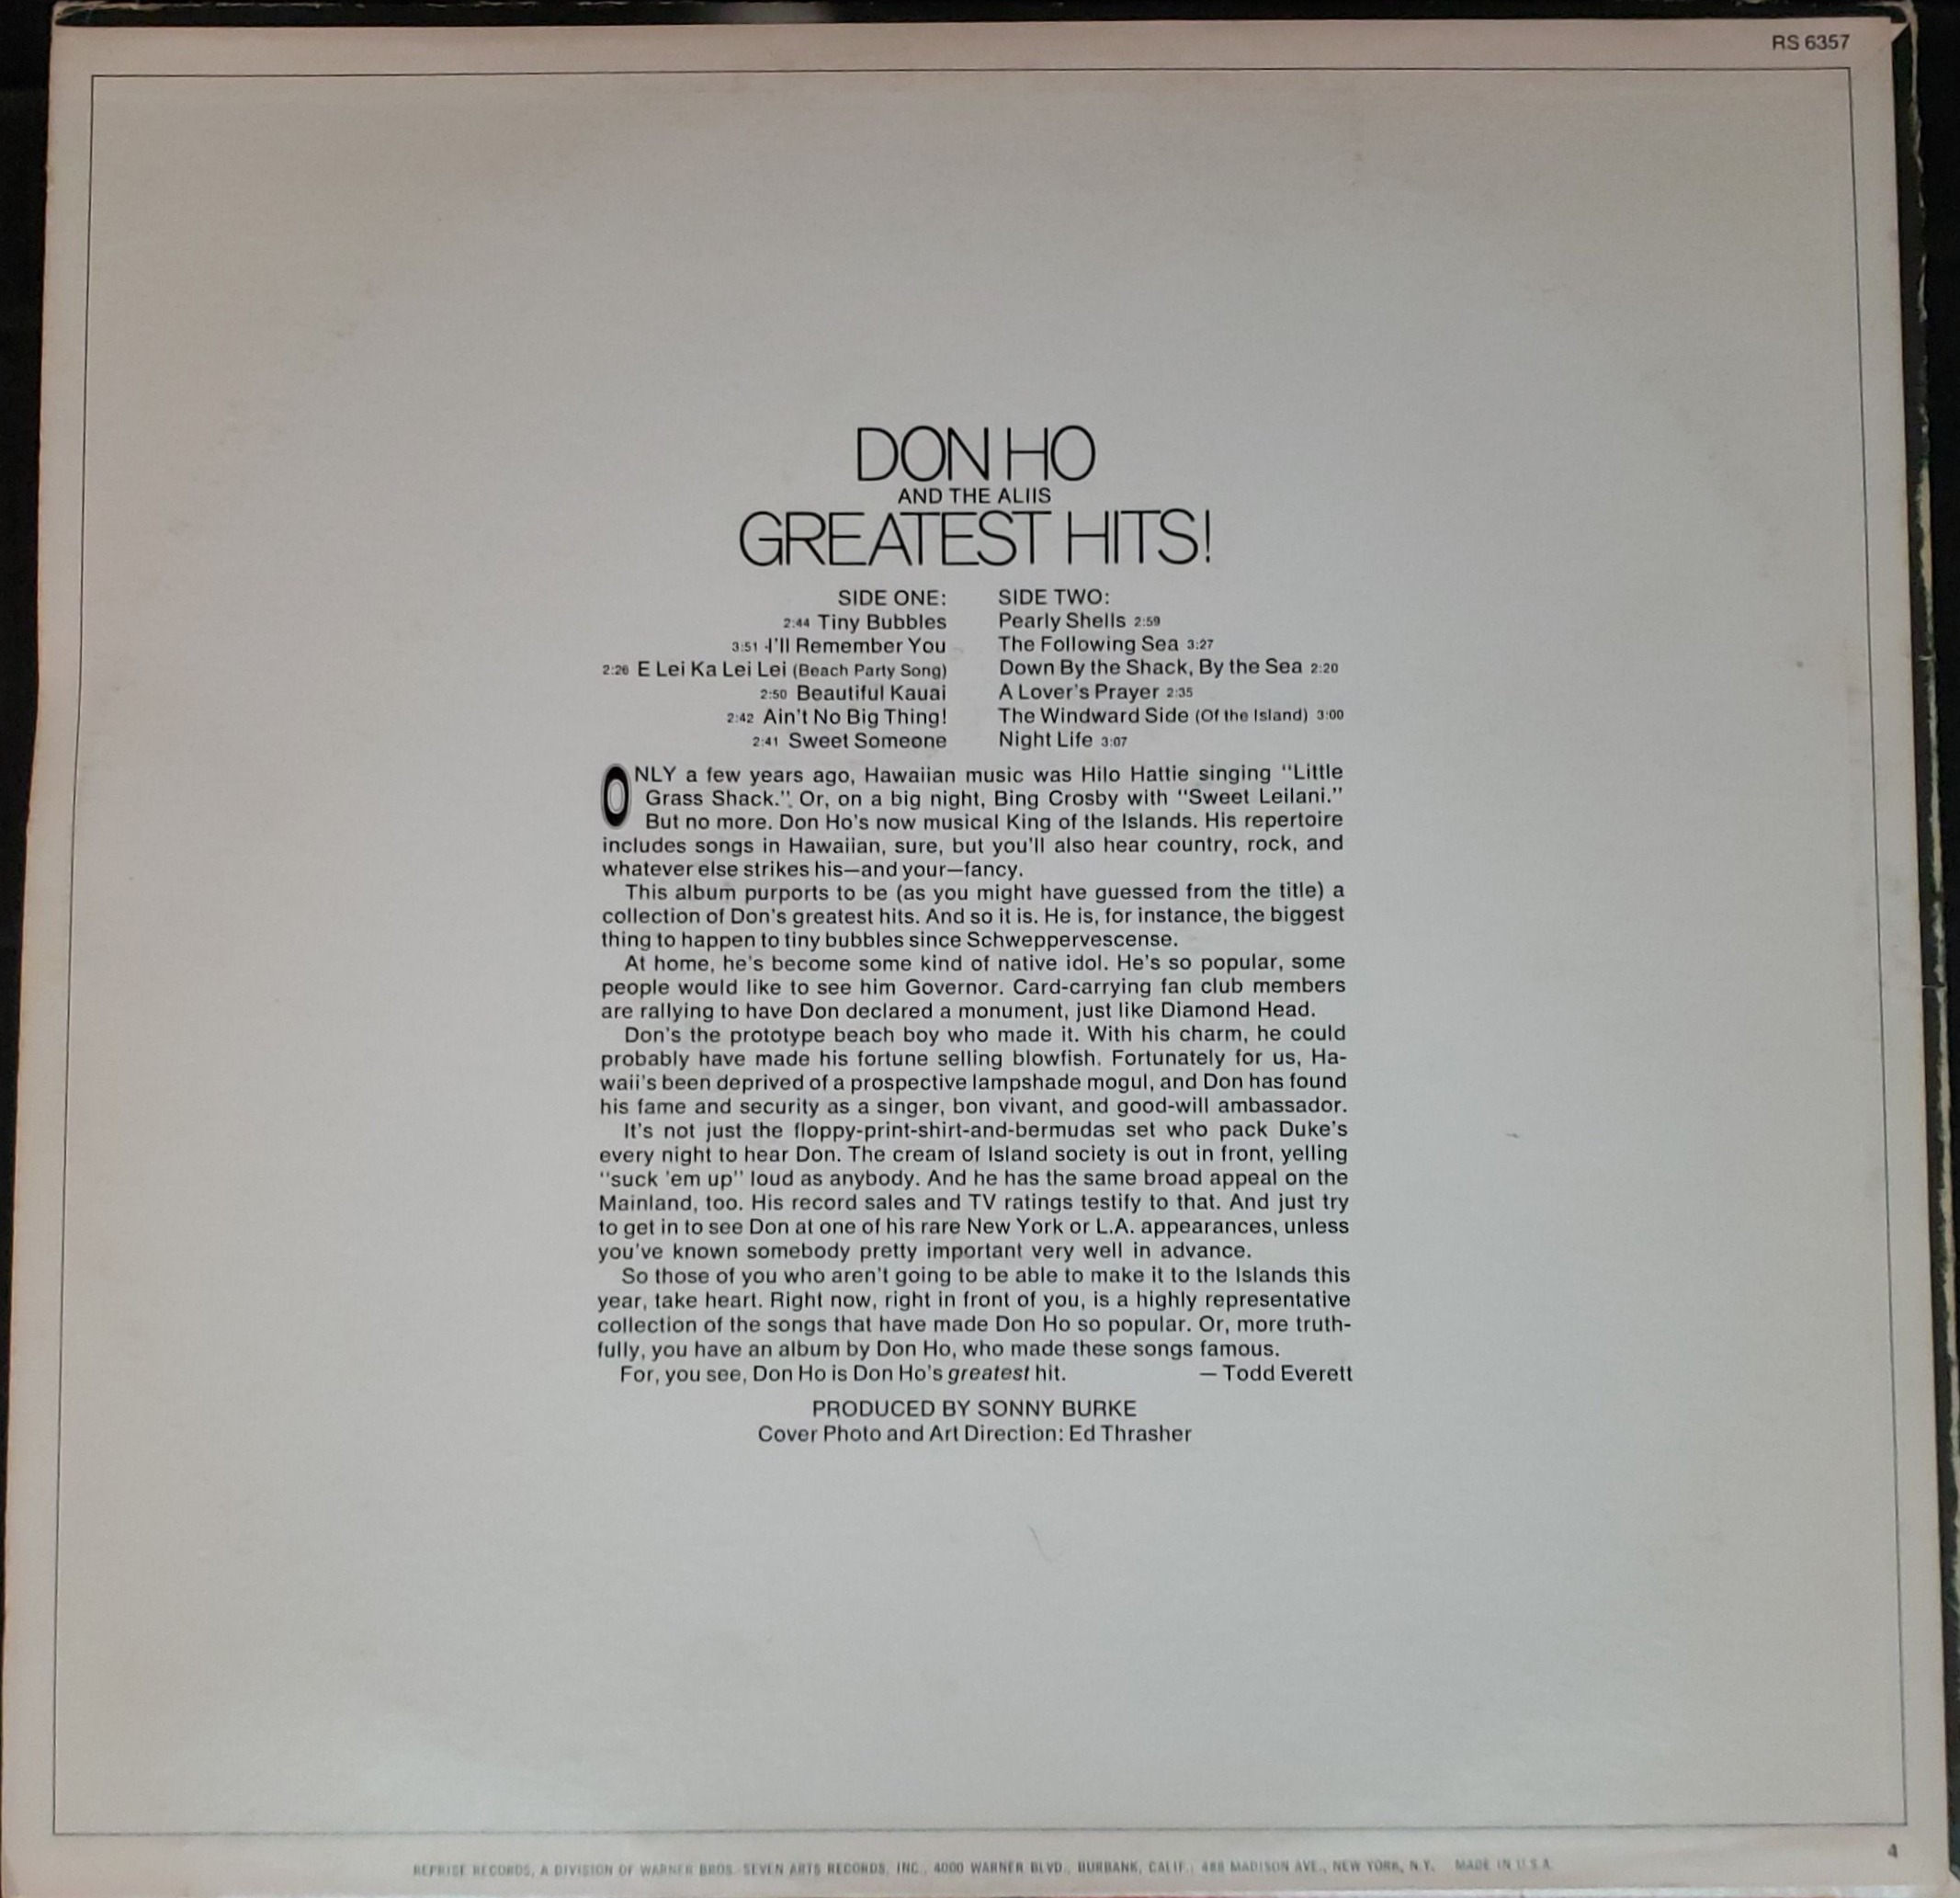 RS 6357
DON HO
AND THE ALIIS
GREATEST HITS!
SIDE ONE:
2:44 Tiny Bubbles
3:51 I'll Remember You
2:26 E Lei Ka Lei Lei (Beach Party Song)
2:50 Beautiful Kauai
2:42 Ain't No Big Thing!
2:41 Sweet Someone
SIDE TWO:
Pearly Shells 2:59
The Following Sea 3:27
Down By the Shack, By the Sea 2:20
A Lover's Prayer 2:35
The Windward Side (Of the Island) 3:00
Night Life 3:07
ONLY a few years ago, Hawaiian music was Hilo Hattie singing "Little
Grass Shack." Or, on a big night, Bing Crosby with "Sweet Leilani."
But no more. Don Ho's now musical King of the Islands. His repertoire
includes songs in Hawaiian, sure, but you'll also hear country, rock, and
whatever else strikes his—and your—fancy.
This album purports to be (as you might have guessed from the title) a
collection of Don's greatest hits. And so it is. He is, for instance, the biggest
thing to happen to tiny bubbles since Schweppervescense.
At home, he's become some kind of native idol. He's so popular, some
people would like to see him Governor. Card-carrying fan club members
are rallying to have Don declared a monument, just like Diamond Head.
Don's the prototype beach boy who made it. With his charm, he could
probably have made his fortune selling blowfish. Fortunately for us, Ha-
waii's been deprived of a prospective lampshade mogul, and Don has found
his fame and security as a singer, bon vivant, and good-will ambassador.
It's not just the floppy-print-shirt-and-bermudas set who pack Duke's
every night to hear Don. The cream of Island society is out in front, yelling
"suck 'em up" loud as anybody. And he has the same broad appeal on the
Mainland, too. His record sales and TV ratings testify to that. And just try
to get in to see Don at one of his rare New York or L.A. appearances, unless
you've known somebody pretty important very well in advance.
So those of you who aren't going to be able to make it to the Islands this
year, take heart. Right now, right in front of you, is a highly representative
collection of the songs that have made Don Ho so popular. Or, more truth-
fully, you have an album by Don Ho, who made these songs famous.
For, you see, Don Ho is Don Ho's greatest hit. — Todd Everett
PRODUCED BY SONNY BURKE
Cover Photo and Art Direction: Ed Thrasher
4
REPRISE RECORDS, A DIVISION OF WARNER BROS.-SEVEN ARTS RECORDS, INC., 4000 WARNER BLVD., BURBANK, CALIF.; 488 MADISON AVE., NEW YORK, N.Y. MADE IN U.S.A.